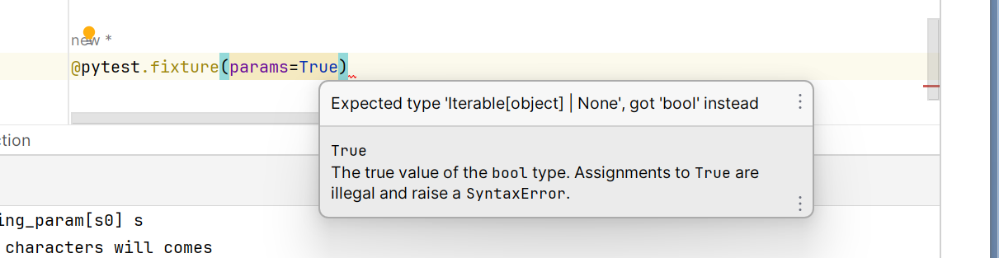 new *
@pytest.fixture(params=True)
Expected type 'Iterable[object] | None', got 'bool' instead
True
The true value of the bool type. Assignments to True are
illegal and raise a SyntaxError.
ction
ing_param[s0] s
characters will comes